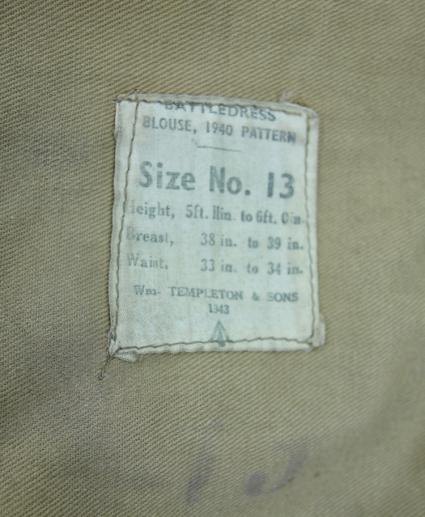 BATTLEDRESS
BLOUSE, 1940 PATTERN
Size No. 13
Height, 5ft. 11in. to 6ft. 0in.
Breast, 38 in. to 39 in.
Waist, 33 in. to 34 in.
Wm. TEMPLETON & SONS
1943